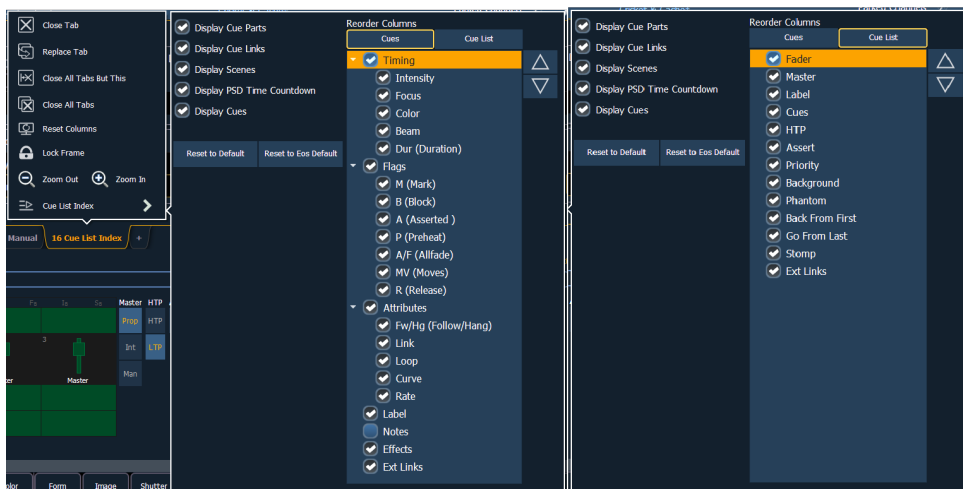 Close Tab
Replace Tab
Close All Tabs But This
Close All Tabs
Reset Columns
Lock Frame
Zoom Out Zoom In
Cue List Index
Manual 16 Cue List Index +
Master HTP
Prop HTP
3
Int LTP
Man
Master
Form Image Shutter
Display Cue Parts
Display Cue Links
Display Scenes
Display PSD Time Countdown
Display Cues
Reset to Default Reset to Eos Default
Reorder Columns
Cues Cue List
Timing
Intensity
Focus
Color
Beam
Dur (Duration)
Flags
M (Mark)
B (Block)
A (Asserted )
P (Preheat)
A/F (Allfade)
MV (Moves)
R (Release)
Attributes
Fw/Hg (Follow/Hang)
Link
Loop
Curve
Rate
Label
Notes
Effects
Ext Links
Display Cue Parts
Display Cue Links
Display Scenes
Display PSD Time Countdown
Display Cues
Reset to Default Reset to Eos Default
Reorder Columns
Cues Cue List
Fader
Master
Label
Cues
HTP
Assert
Priority
Background
Phantom
Back From First
Go From Last
Stomp
Ext Links